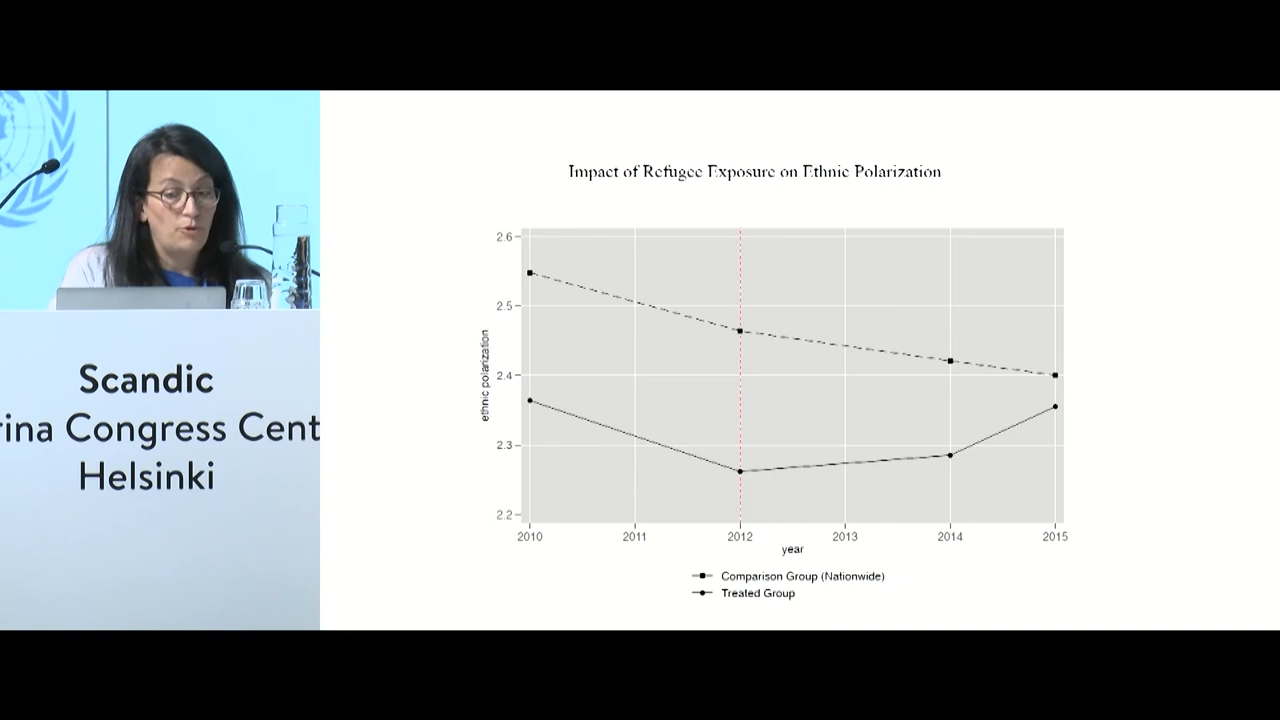 Scandic
rina Congress Cent
Helsinki
Impact of Refugee Exposure on Ethnic Polarization
2.6
2.5
2.4
2.3
2.2
ethnic polarization
2010 2011 2012 2013 2014 2015
year
Comparison Group (Nationwide)
Treated Group